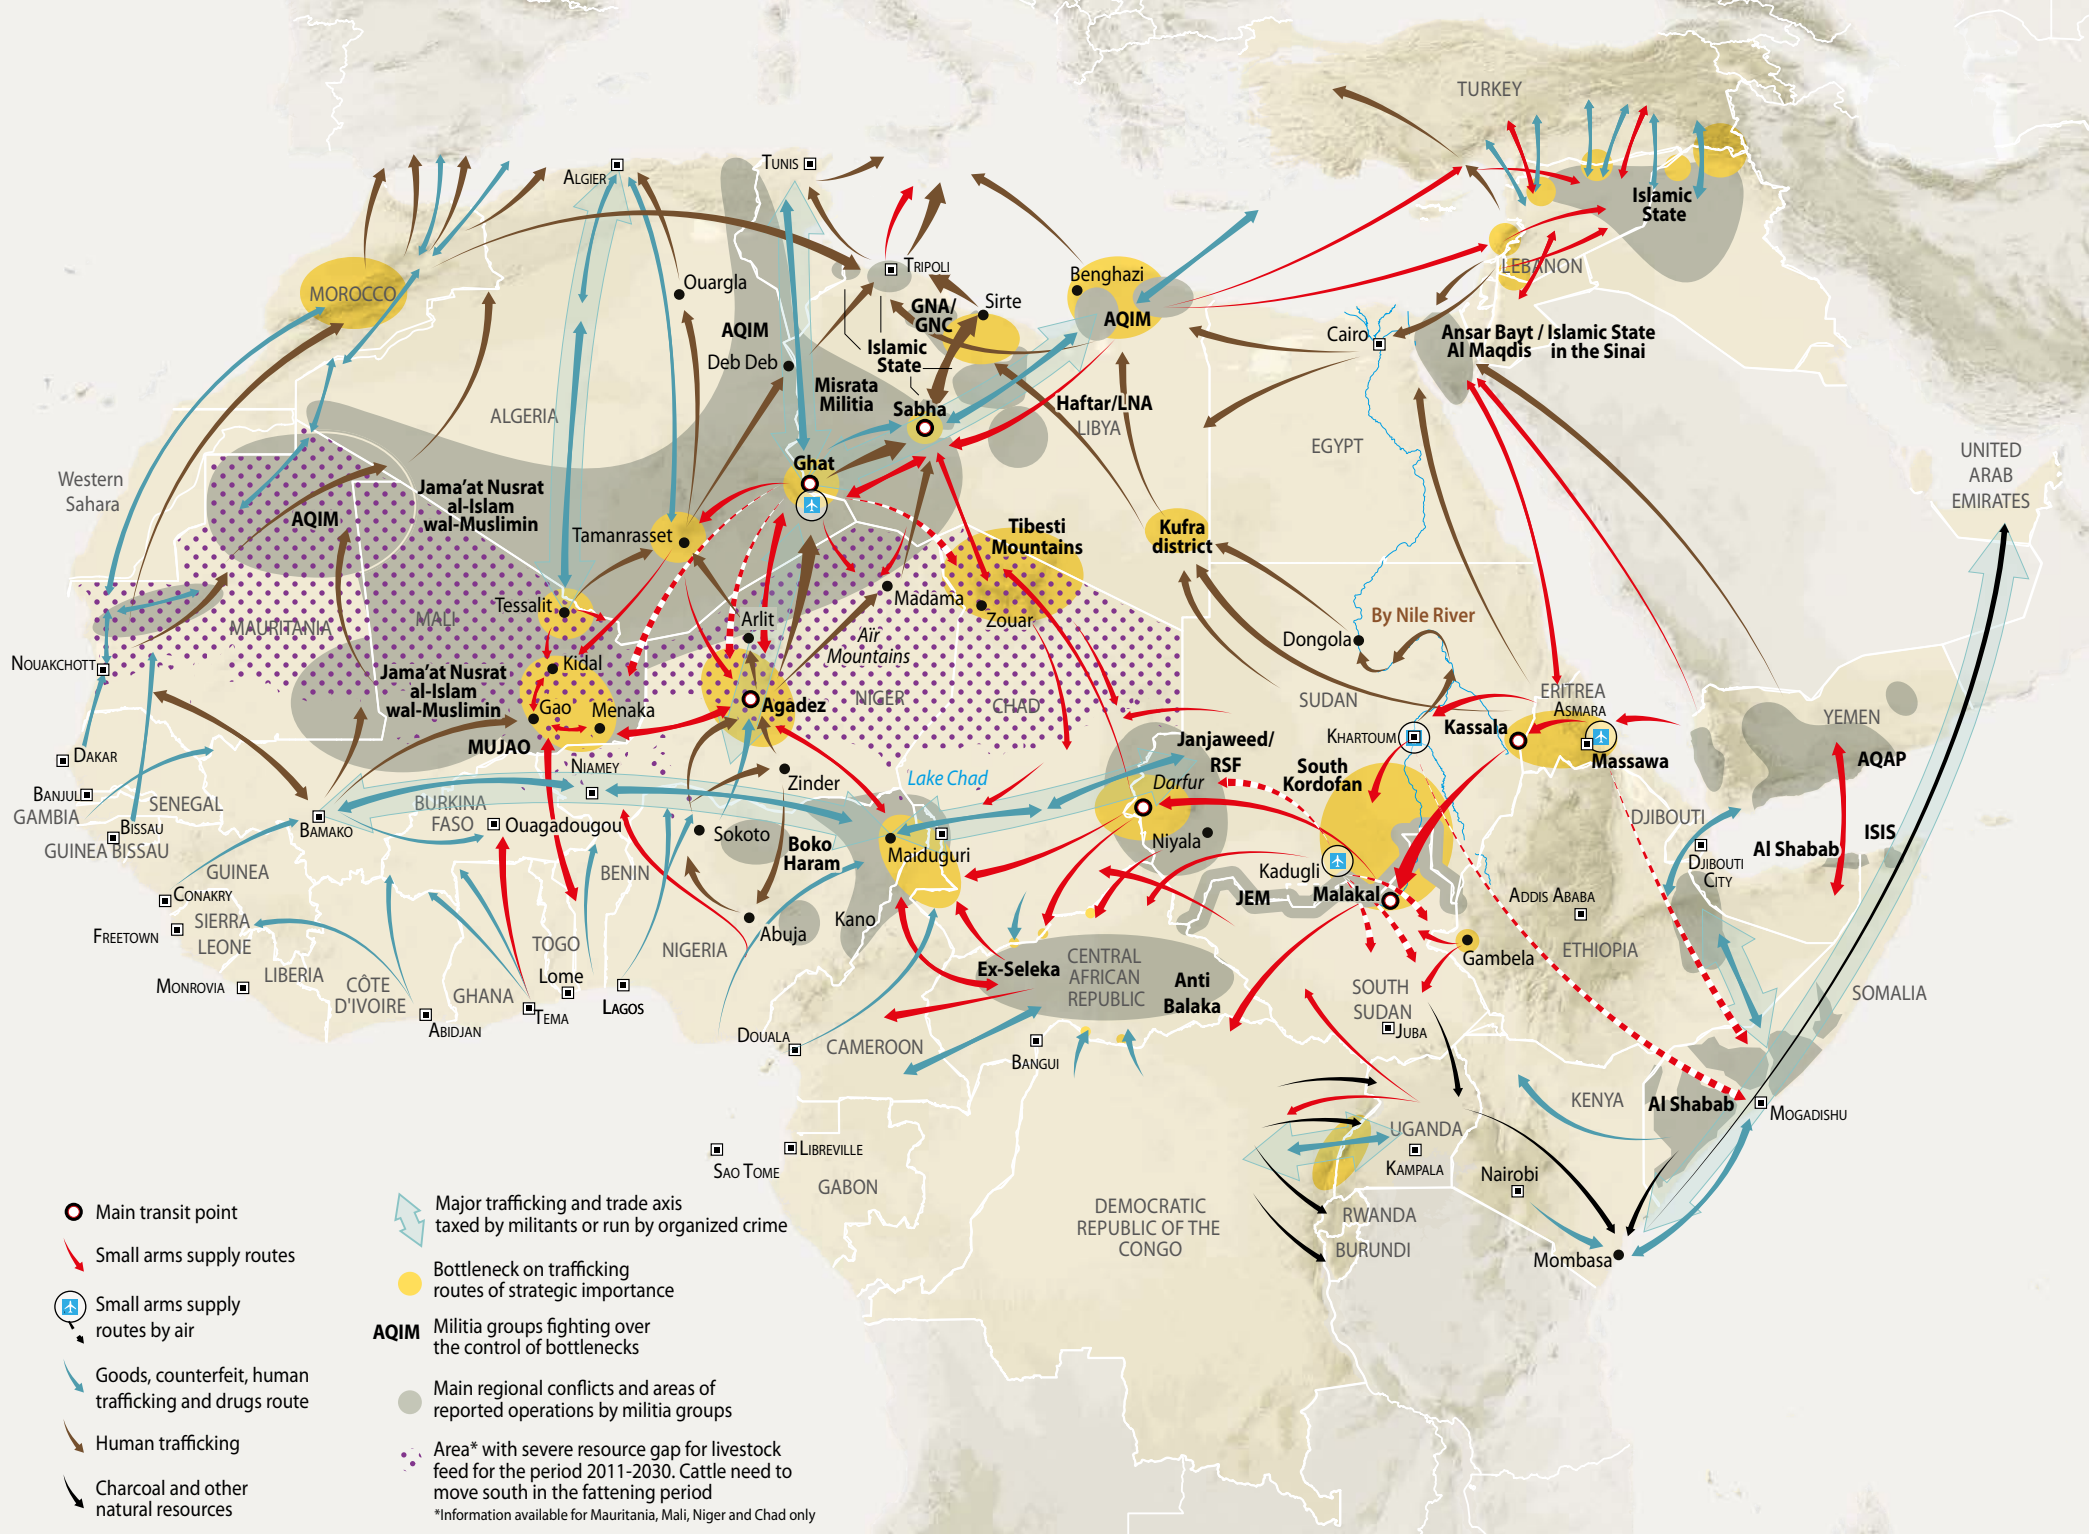 TURKEY
TUNIS
ALGIER
Islamic
State
TRIPOLI
LEBANON
Benghazi
MOROCCO
Ouargla
GNA/
GNC
Sirte
AQIM
AQIM
Deb Deb
Islamic
State
Cairo
Ansar Bayt / Islamic State
Al Maqdis in the Sinai
Misrata
Militia
Sabha
Haftar/LNA
LIBYA
ALGERIA
EGYPT
UNITED
ARAB
EMIRATES
Western
Sahara
Ghat
Jama'at Nusrat
al-Islam
wal-Muslimin
AQIM
Tamanrasset
Tibesti
Mountains
Kufra
district
Tessalit
Madama
Zouar
MAURITANIA
MALI
Arlit
Aïr
Mountains
Dongola
By Nile River
NOUAKCHOTT
Kidal
Jama'at Nusrat
al-Islam
wal-Muslimin
Gao
Menaka
Agadez
NIGER
CHAD
SUDAN
ERITREA
ASMARA
YEMEN
MUJAO
DAKAR
NIAMEY
Zinder
Lake Chad
Janjaweed/
RSF
Darfur
South
Kordofan
KHARTOUM
Kassala
Massawa
AQAP
BANJUL
GAMBIA
SENEGAL
BISSAU
GUINEA BISSAU
BAMAKO
BURKINA
FASO
Ouagadougou
Sokoto
Boko
Haram
Maiduguri
Niyala
DJIBOUTI
DJIBOUTI
CITY
Al Shabab
ISIS
GUINEA
BENIN
Kadugli
CONAKRY
SIERRA
LEONE
FREETOWN
Kano
Abuja
JEM
Malakal
ADDIS ABABA
ETHIOPIA
Gambela
NIGERIA
TOGO
Lome
LIBERIA
MONROVIA
CÔTE
D'IVOIRE
GHANA
ABIDJAN
TEMA
LAGOS
Ex-Seleka
CENTRAL
AFRICAN
REPUBLIC
Anti
Balaka
SOUTH
SUDAN
JUBA
SOMALIA
DOUALA
CAMEROON
BANGUI
KENYA
Al Shabab
MOGADISHU
UGANDA
KAMPALA
Nairobi
SAO TOME
LIBREVILLE
GABON
DEMOCRATIC
REPUBLIC OF THE
CONGO
RWANDA
BURUNDI
Mombasa
Main transit point
Small arms supply routes
Small arms supply
routes by air
Goods, counterfeit, human
trafficking and drugs route
Human trafficking
Charcoal and other
natural resources
Major trafficking and trade axis
taxed by militants or run by organized crime
Bottleneck on trafficking
routes of strategic importance
AQIM
Militia groups fighting over
the control of bottlenecks
Main regional conflicts and areas of
reported operations by militia groups
Area* with severe resource gap for livestock
feed for the period 2011-2030. Cattle need to
move south in the fattening period
*Information available for Mauritania, Mali, Niger and Chad only